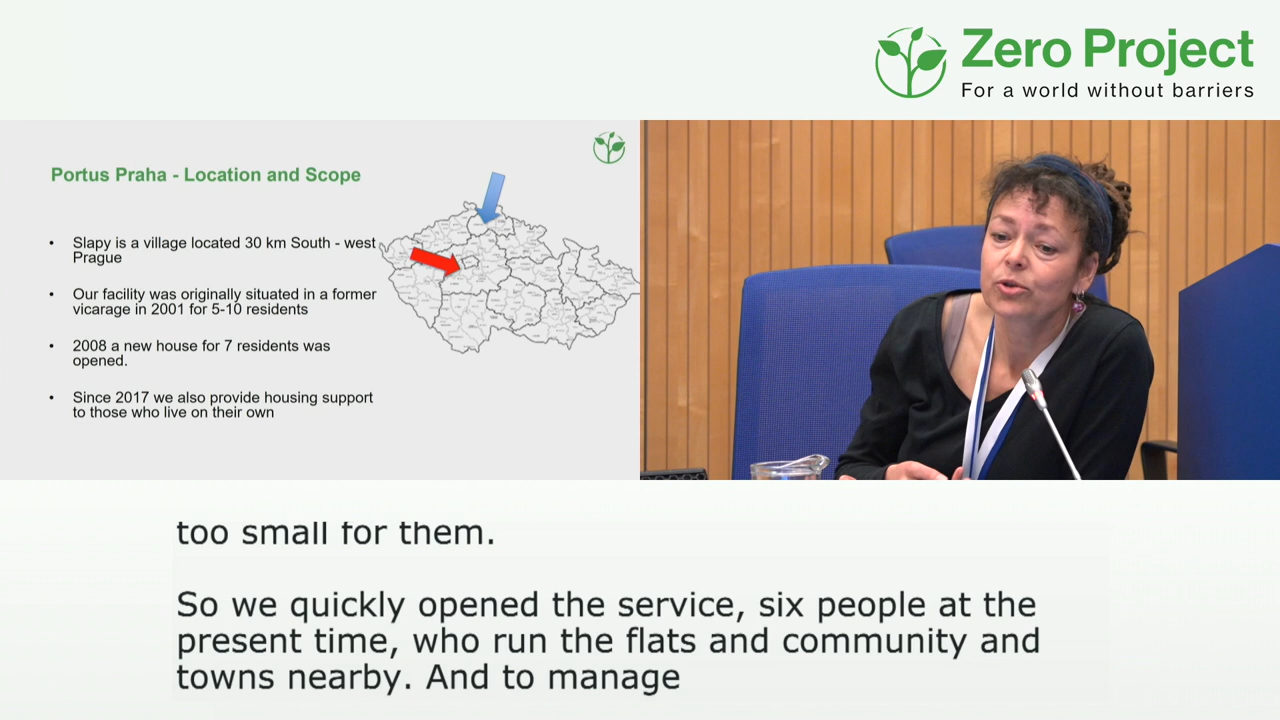 Zero Project
For a world without barriers
Portus Praha - Location and Scope
• Slapy is a village located 30 km South - west
Prague
• Our facility was originally situated in a former
vicarage in 2001 for 5-10 residents
• 2008 a new house for 7 residents was
opened.
• Since 2017 we also provide housing support
to those who live on their own
too small for them.
So we quickly opened the service, six people at the
present time, who run the flats and community and
towns nearby. And to manage